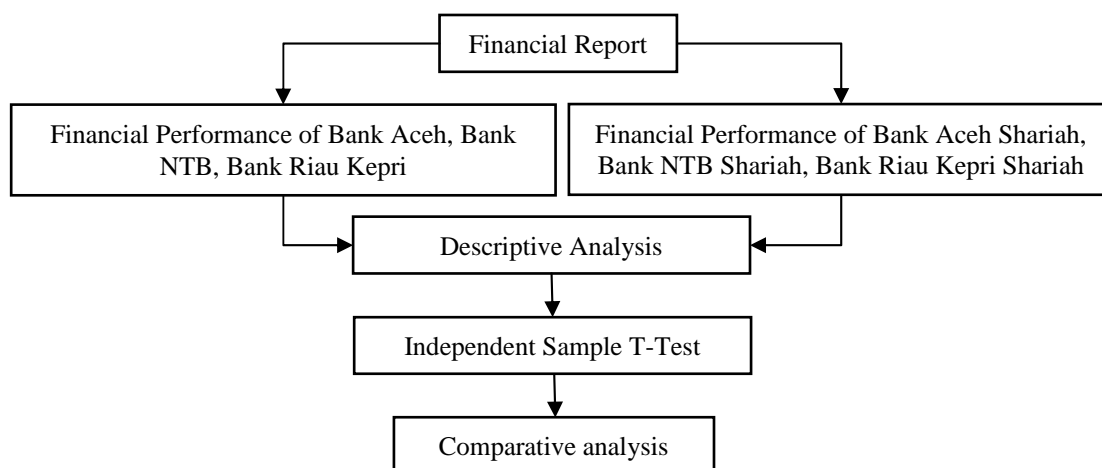 Financial Report
Financial Performance of Bank Aceh, Bank
NTB, Bank Riau Kepri
Financial Performance of Bank Aceh Shariah,
Bank NTB Shariah, Bank Riau Kepri Shariah
Descriptive Analysis
Independent Sample T-Test
Comparative analysis